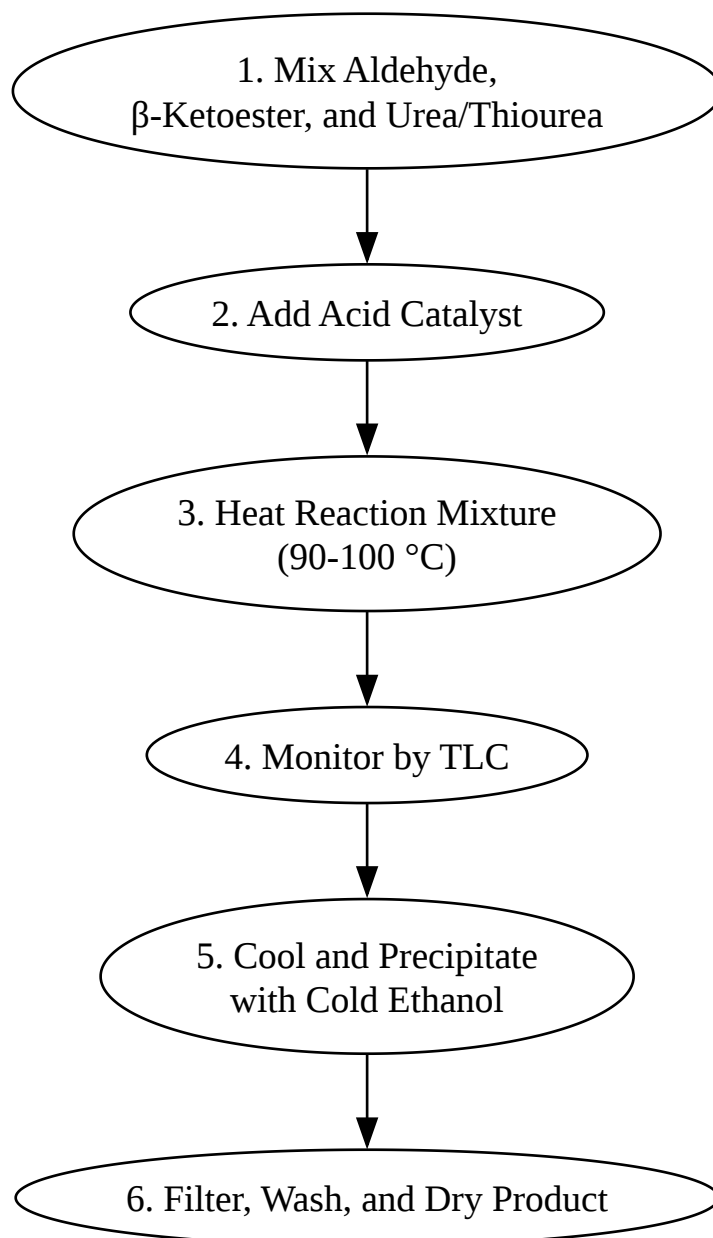 1. Mix Aldehyde,
β-Ketoester, and Urea/Thiourea
2. Add Acid Catalyst
3. Heat Reaction Mixture
(90-100 °C)
4. Monitor by TLC
5. Cool and Precipitate
with Cold Ethanol
6. Filter, Wash, and Dry Product